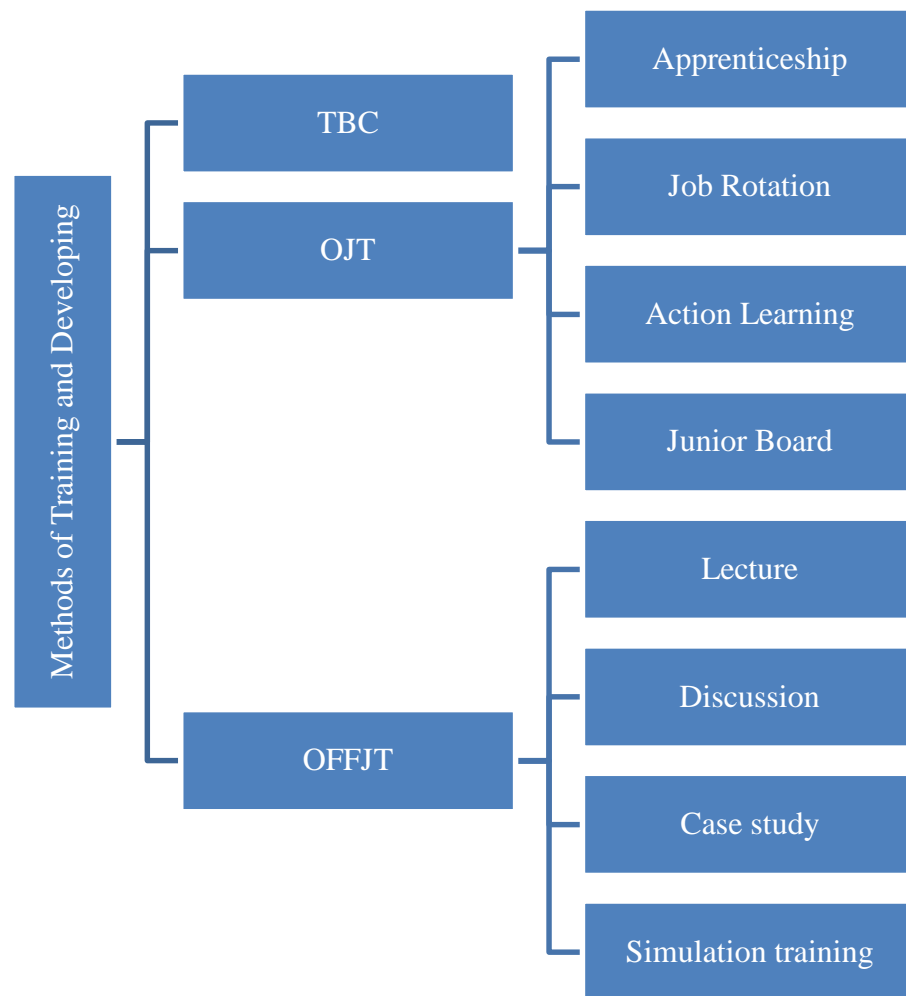 Methods of Training and Developing
TBC
OJT
Apprenticeship
Job Rotation
Action Learning
Junior Board
OFFJT
Lecture
Discussion
Case study
Simulation training